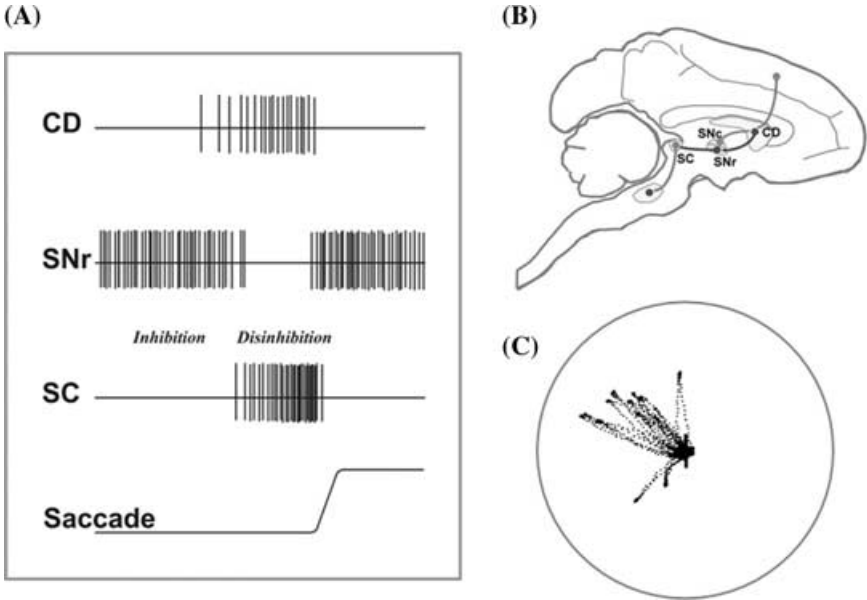 (A)
CD
SNr
Inhibition Disinhibition
SC
Saccade
(B)
SNc
CD
SC
SNr
(C)